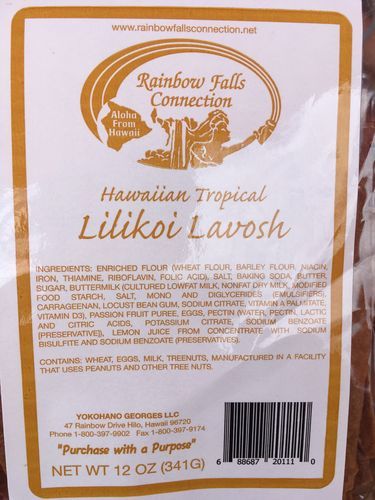 www.rainbowfallsconnection.net
Rainbow Falls
Connection
Aloha
From
Hawaii
Hawaiian Tropical
Lilikoi Lavosh
INGREDIENTS: ENRICHED FLOUR (WHEAT FLOUR, BARLEY FLOUR, NIACIN,
IRON, THIAMINE, RIBOFLAVIN, FOLIC ACID), SALT, BAKING SODA, BUTTER,
SUGAR, BUTTERMILK (CULTURED LOWFAT MILK, NONFAT DRY MILK, MODIFIED
FOOD STARCH, SALT, MONO AND DIGLYCERIDES (EMULSIFIERS),
CARRAGEENAN, LOCUST BEAN GUM, SODIUM CITRATE, VITAMIN A PALMITATE,
VITAMIN D3), PASSION FRUIT PUREE, EGGS, PECTIN (WATER, PECTIN, LACTIC
AND CITRIC ACIDS, POTASSIUM CITRATE, SODIUM BENZOATE
(PRESERVATIVE), LEMON JUICE FROM CONCENTRATE WITH SODIUM
BISULFITE AND SODIUM BENZOATE (PRESERVATIVES).
CONTAINS: WHEAT, EGGS, MILK, TREENUTS, MANUFACTURED IN A FACILITY
THAT USES PEANUTS AND OTHER TREE NUTS.
YOKOHANO GEORGES LLC
47 Rainbow Drive Hilo, Hawaii 96720
Phone 1-800-397-9902 Fax 1-800-397-9174
"Purchase with a Purpose"
NET WT 12 OZ (341G)
6 88687 20111 0